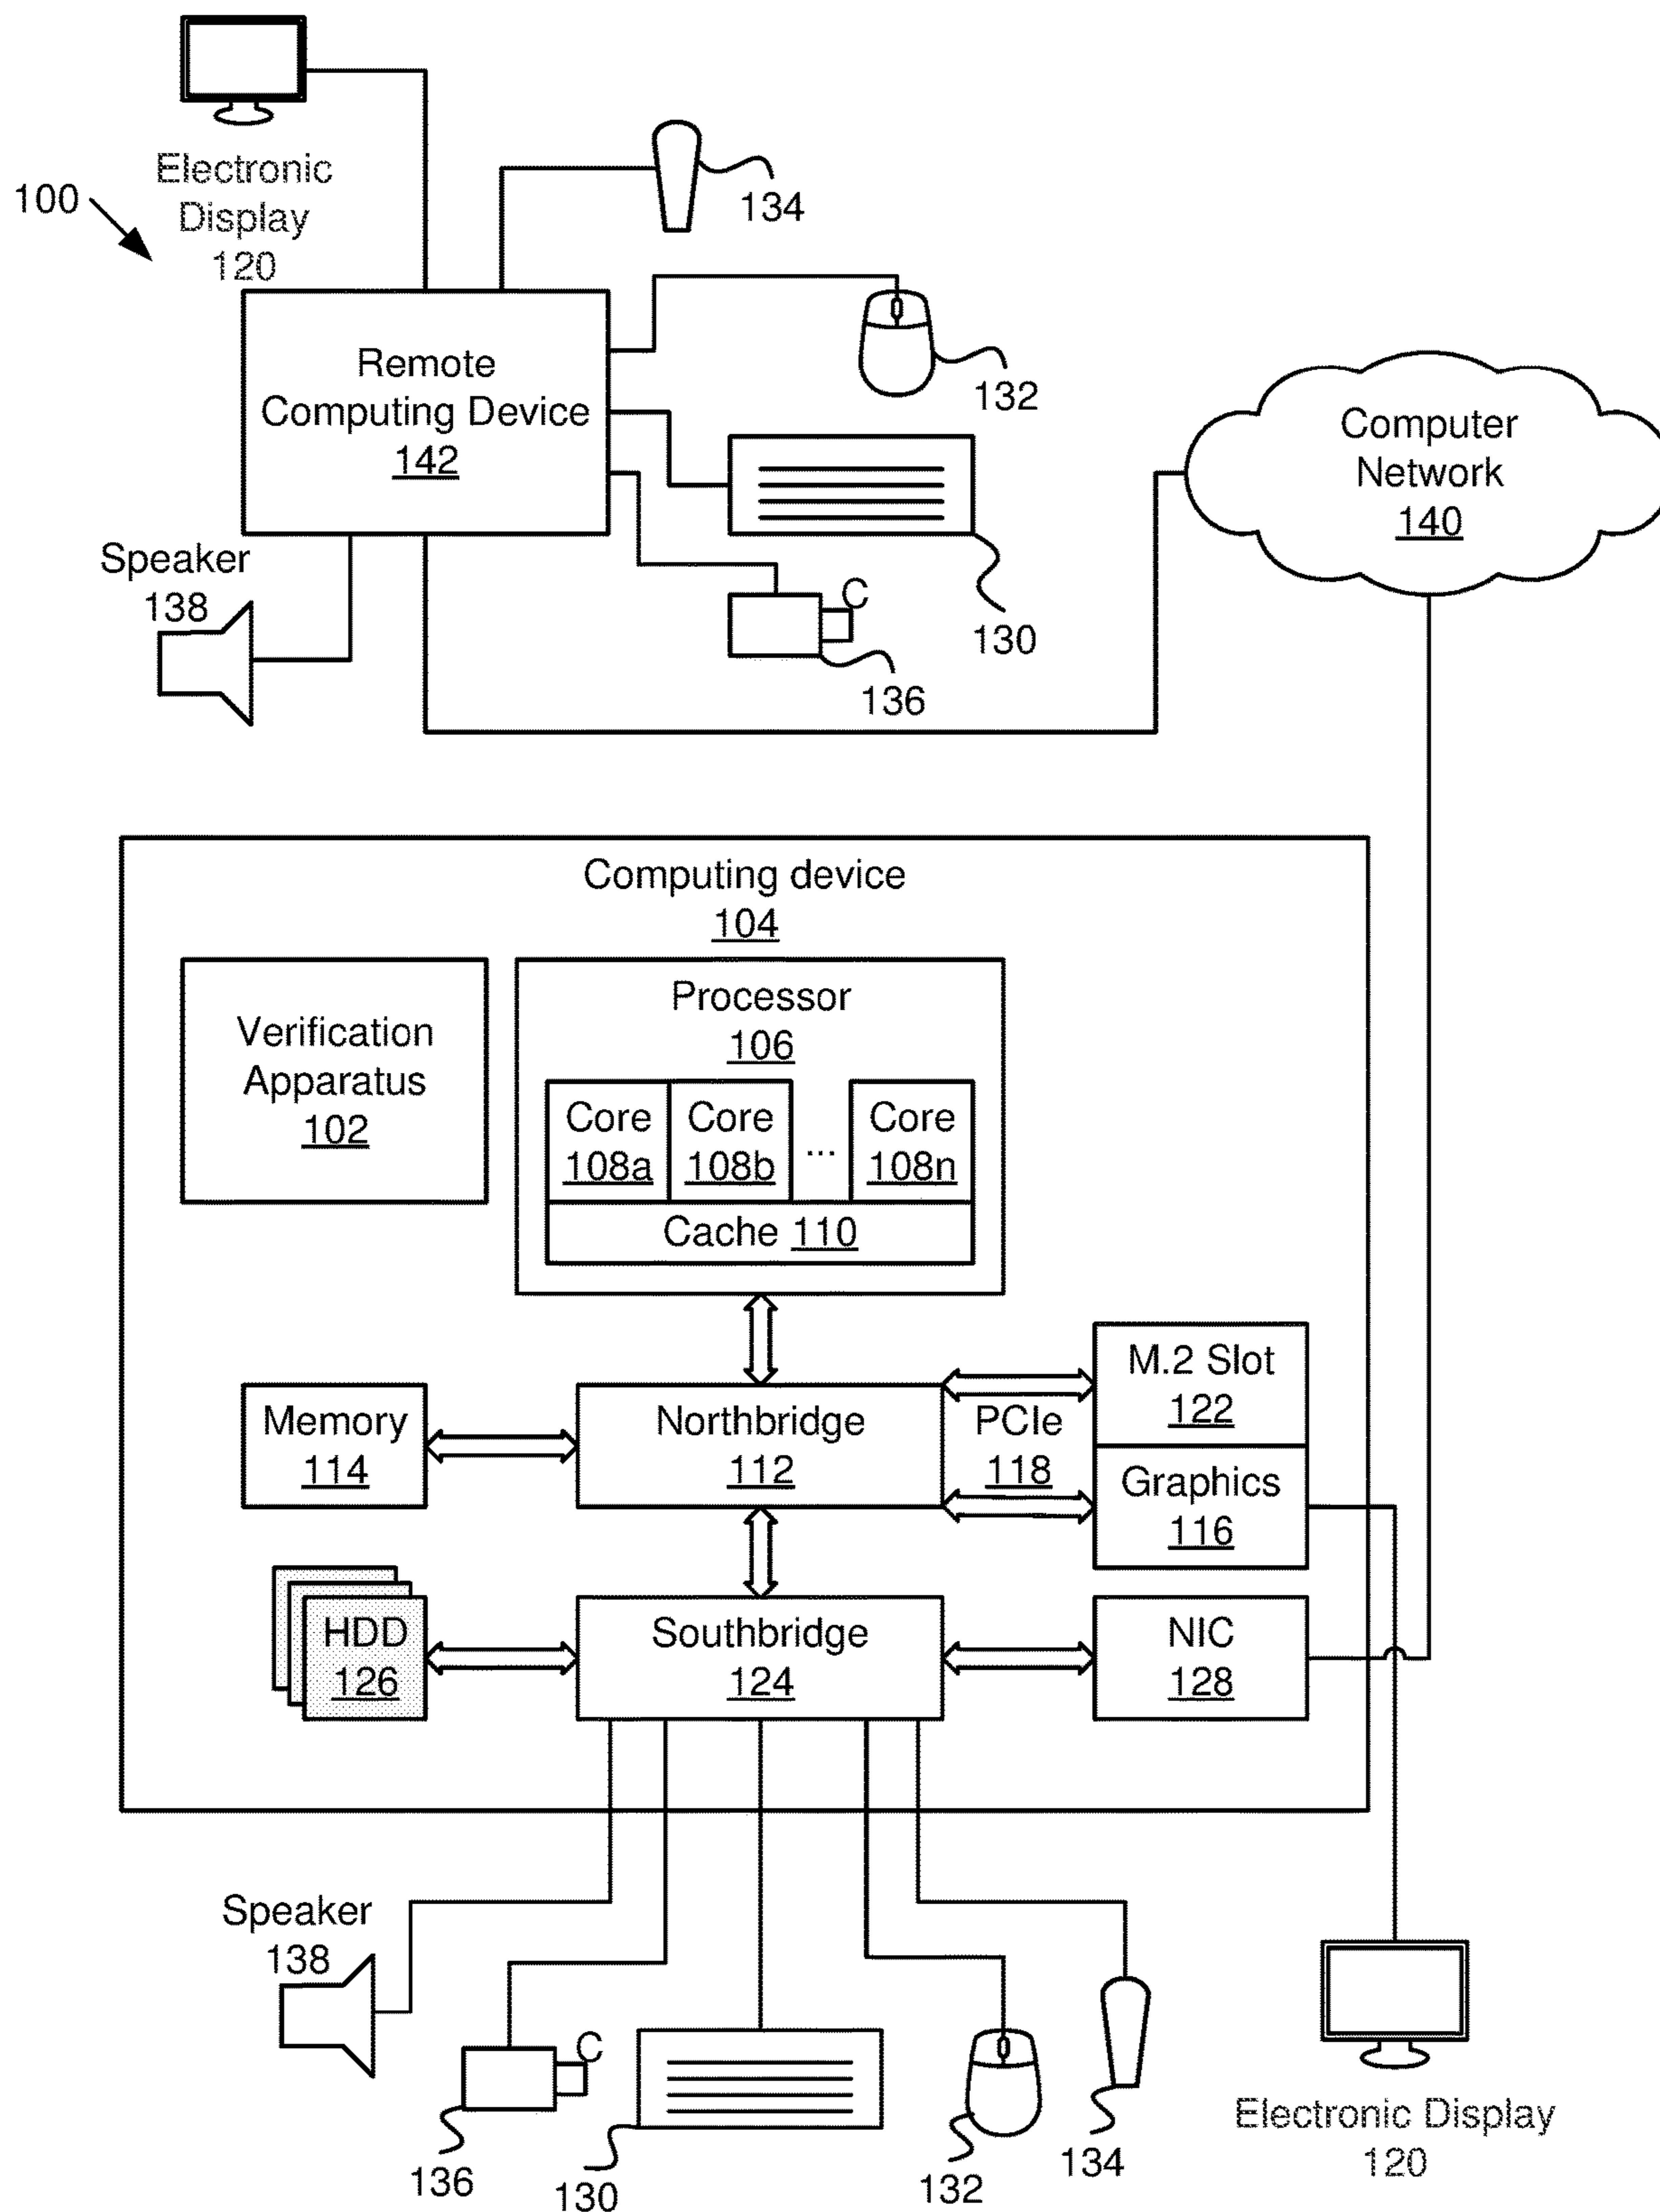 Electronic
Display
120
100
134
Remote
Computing Device
142
132
Computer
Network
140
Speaker
138
C
130
136
Computing device
104
Verification
Apparatus
102
Processor
106
Core
108a
Core
108b
...
Core
108n
Cache 110
M.2 Slot
122
Memory
114
Northbridge
112
PCIe
118
Graphics
116
HDD
126
Southbridge
124
NIC
128
Speaker
138
C
136
130
132
134
Electronic Display
120